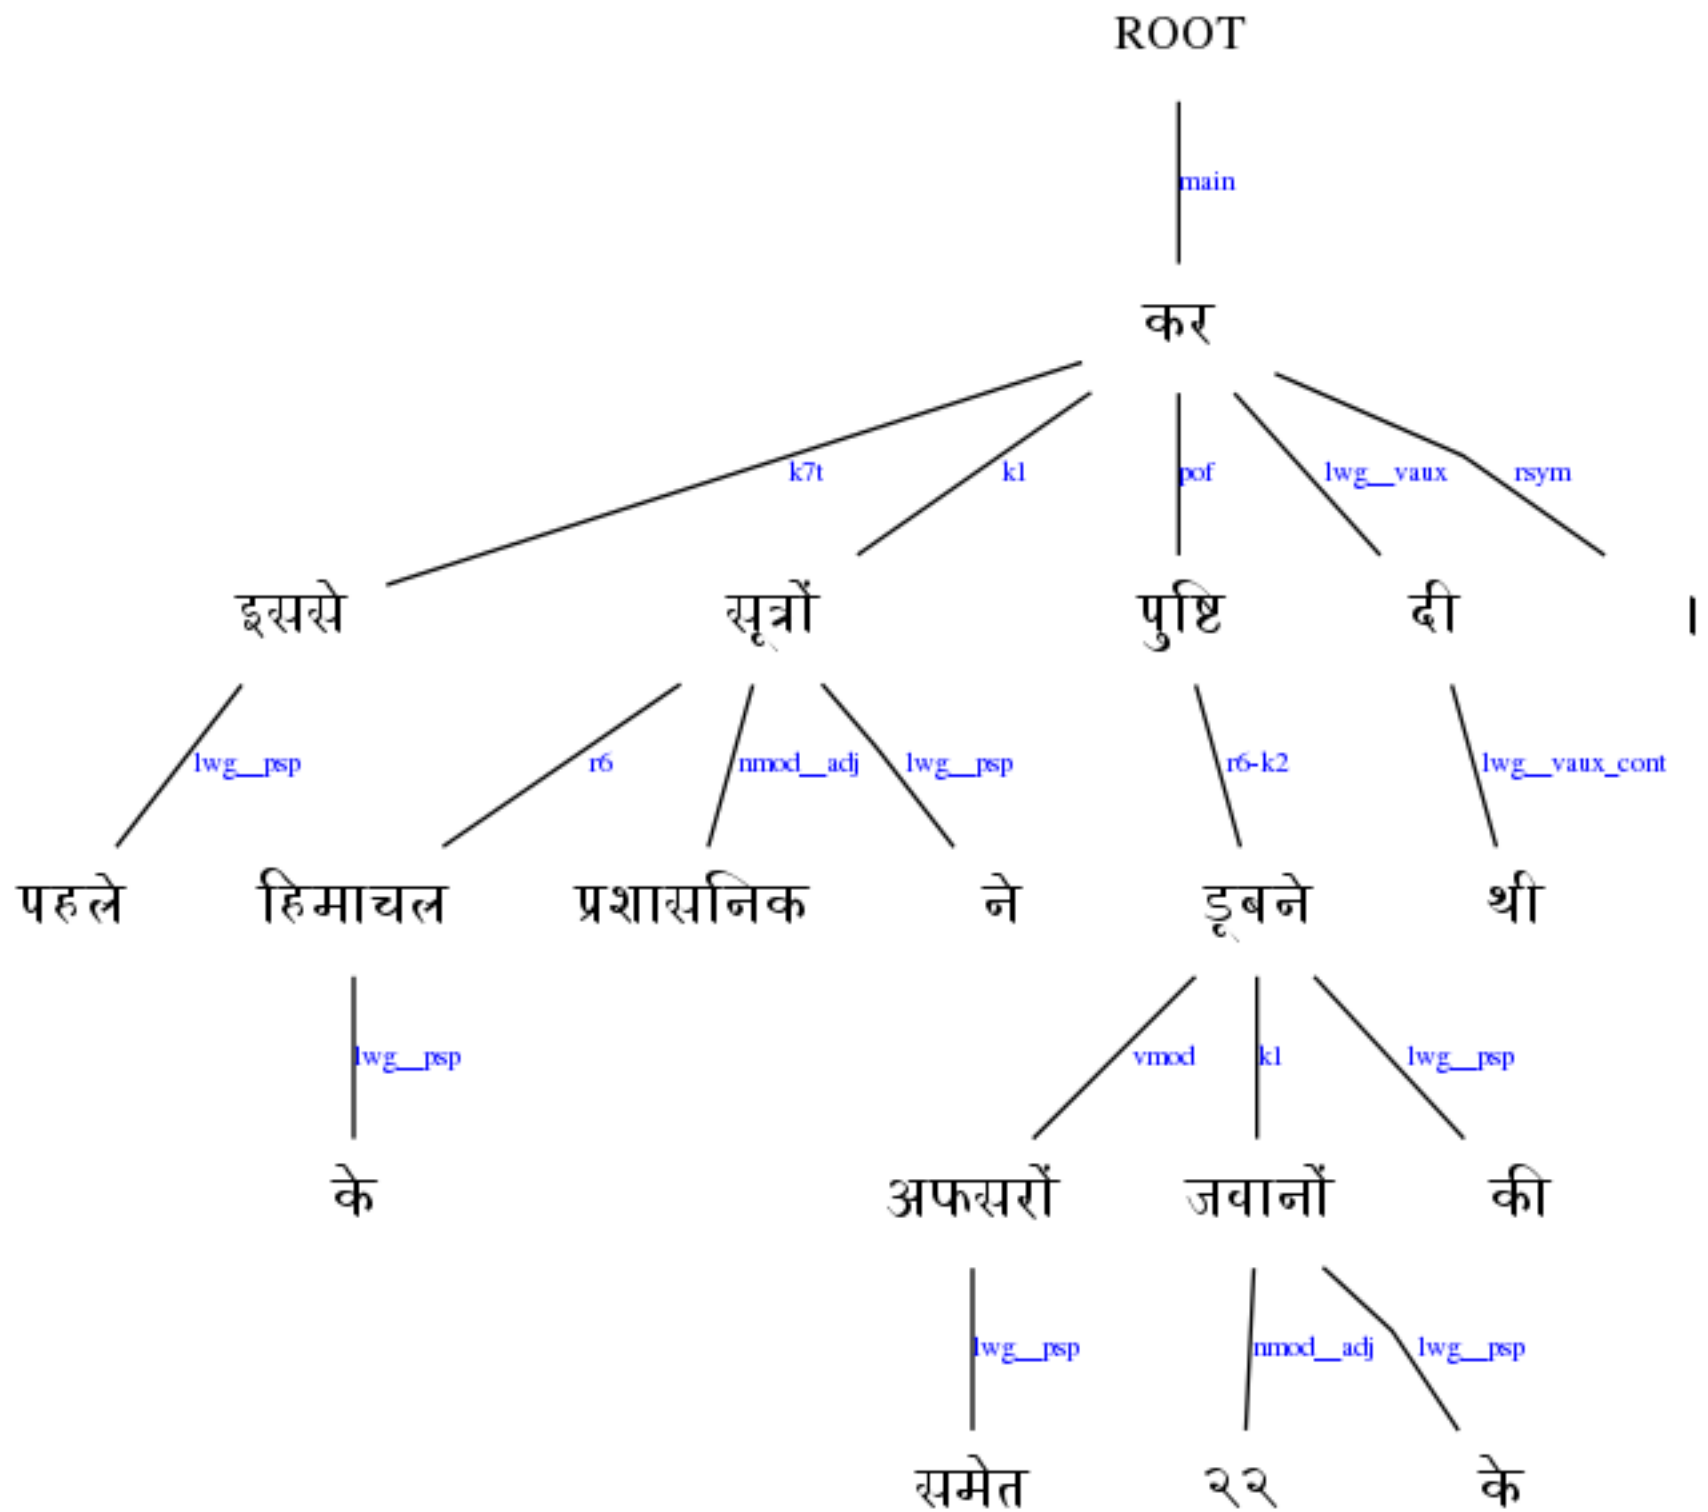 ROOT
main
कर
k7t k1 pof lwg__vaux rsym
इससे सूत्रों पुष्टि दी ।
lwg__psp r6 nmod__adj lwg__psp r6-k2 lwg__vaux_cont
पहले हिमाचल प्रशासनिक ने डूबने थी
lwg__psp vmod k1 lwg__psp
के अफसरों जवानों की
lwg__psp nmod__adj lwg__psp
समेत २२ के